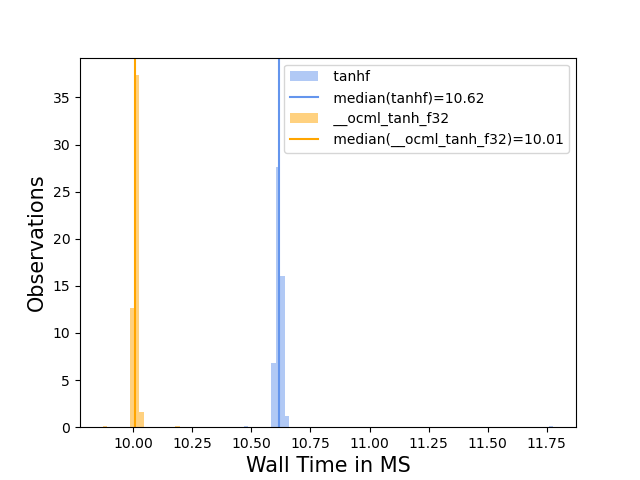 tanhf
median(tanhf)=10.62
__ocml_tanh_f32
median(__ocml_tanh_f32)=10.01
Observations
35
30
25
20
15
10
5
0
10.00 10.25 10.50 10.75 11.00 11.25 11.50 11.75
Wall Time in MS